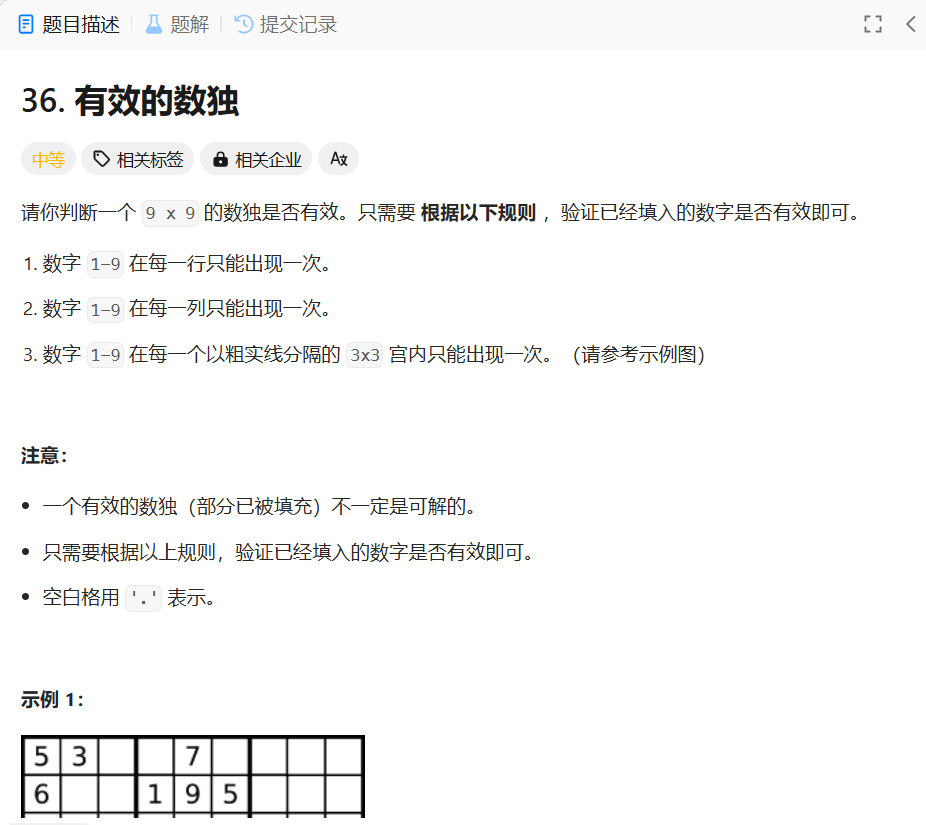 题目描述 题解 提交记录
36. 有效的数独
中等 相关标签 相关企业 A⽂
请你判断一个 9 x 9 的数独是否有效。只需要 根据以下规则 ，验证已经填入的数字是否有效即可。
1. 数字 1-9 在每一行只能出现一次。
2. 数字 1-9 在每一列只能出现一次。
3. 数字 1-9 在每一个以粗实线分隔的 3x3 宫内只能出现一次。（请参考示例图）
注意：
• 一个有效的数独（部分已被填充）不一定是可解的。
• 只需要根据以上规则，验证已经填入的数字是否有效即可。
• 空白格用 '.' 表示。
示例 1：
5 3 7
6 1 9 5